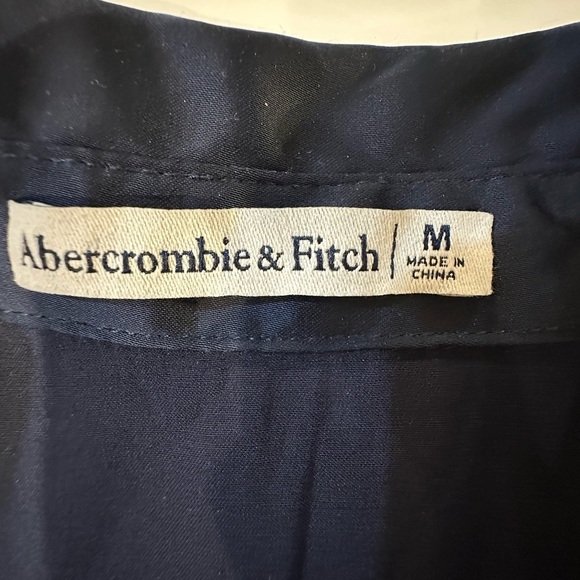 Abercrombie & Fitch | M
MADE IN
CHINA